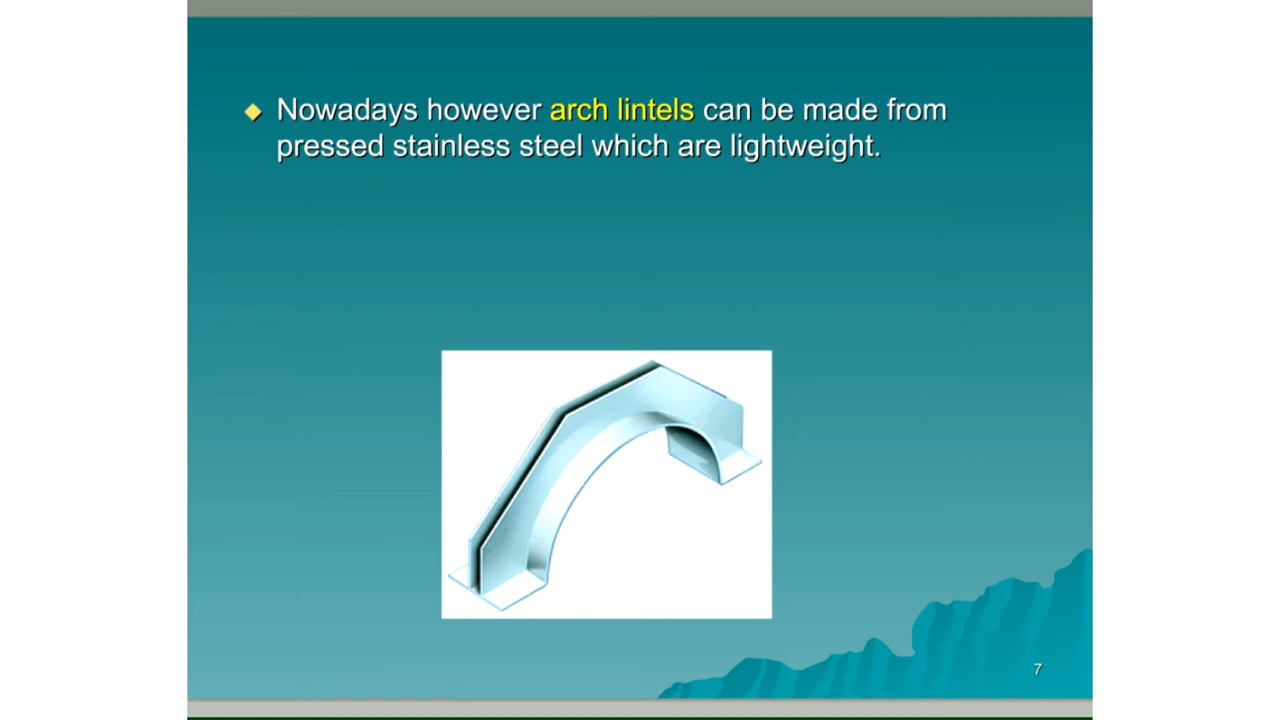 Nowadays however arch lintels can be made from
pressed stainless steel which are lightweight.
7